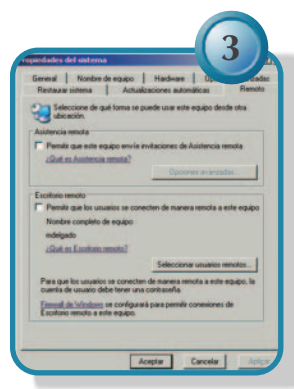 3
Propiedades del sistema
General Nombre de equipo Hardware
Restaurar sistema Actualizaciones automáticas Remoto
Seleccione de qué forma se puede usar este equipo desde otra
ubicación.
Asistencia remota
Permitir que este equipo envíe invitaciones de Asistencia remota
¿Qué es Asistencia remota?
Opciones avanzadas...
Escritorio remoto
Permitir que los usuarios se conecten de manera remota a este equipo
Nombre completo de equipo
mdelgado
¿Qué es Escritorio remoto?
Seleccionar usuarios remotos...
Para que los usuarios se conecten de manera remota a este equipo, la
cuenta de usuario debe tener una contraseña.
Firewall de Windows se configurará para permitir conexiones de
Escritorio remoto a este equipo.
Aceptar Cancelar Aplicar